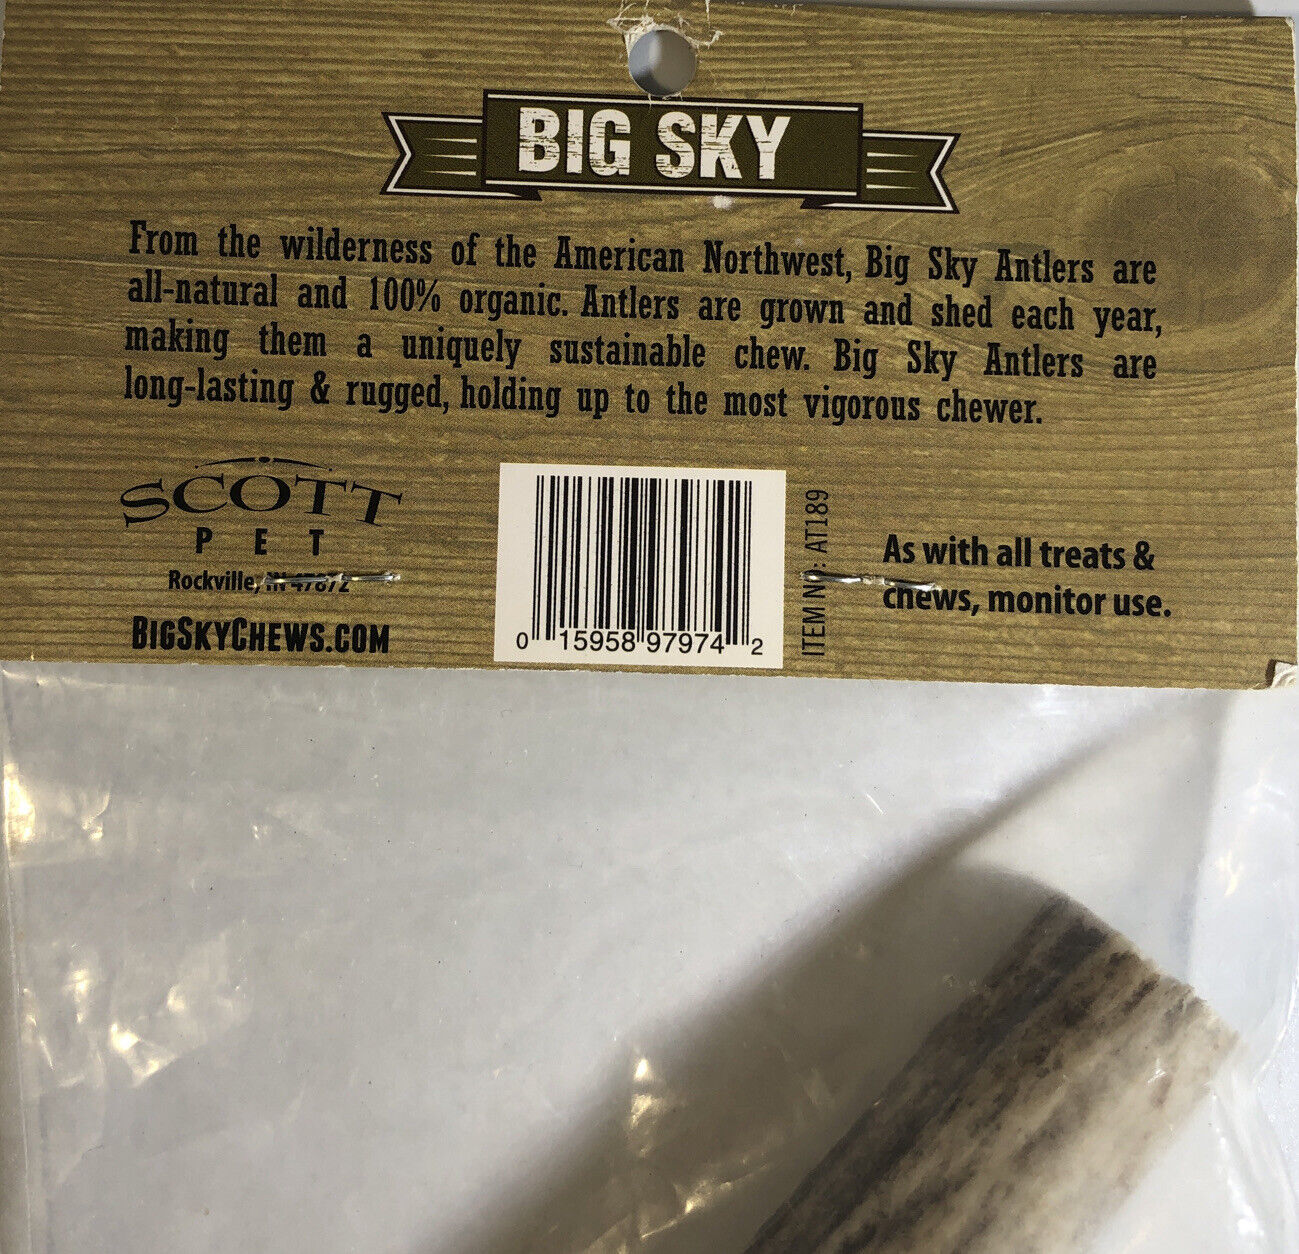 BIG SKY
From the wilderness of the American Northwest, Big Sky Antlers are
all-natural and 100% organic. Antlers are grown and shed each year,
making them a uniquely sustainable chew. Big Sky Antlers are
long-lasting & rugged, holding up to the most vigorous chewer.
SCOTT
PET
Rockville, IN 47872
BIGSKYCHEWS.COM
0 15958 97974 2
ITEM NO: AT189
As with all treats &
chews, monitor use.